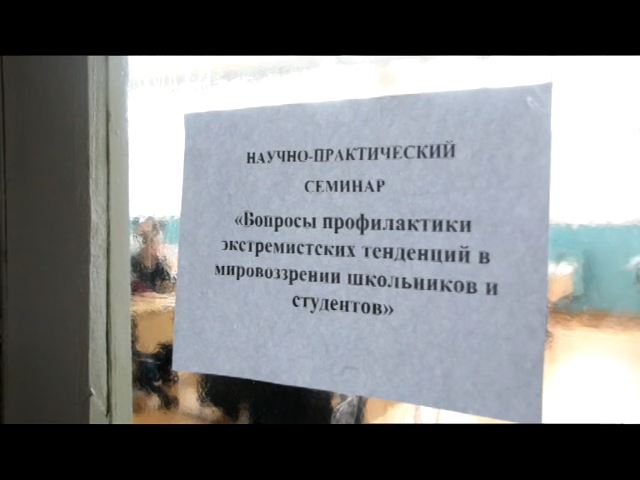 НАУЧНО-ПРАКТИЧЕСКИЙ
СЕМИНАР
«Вопросы профилактики
экстремистских тенденций в
мировоззрении школьников и
студентов»